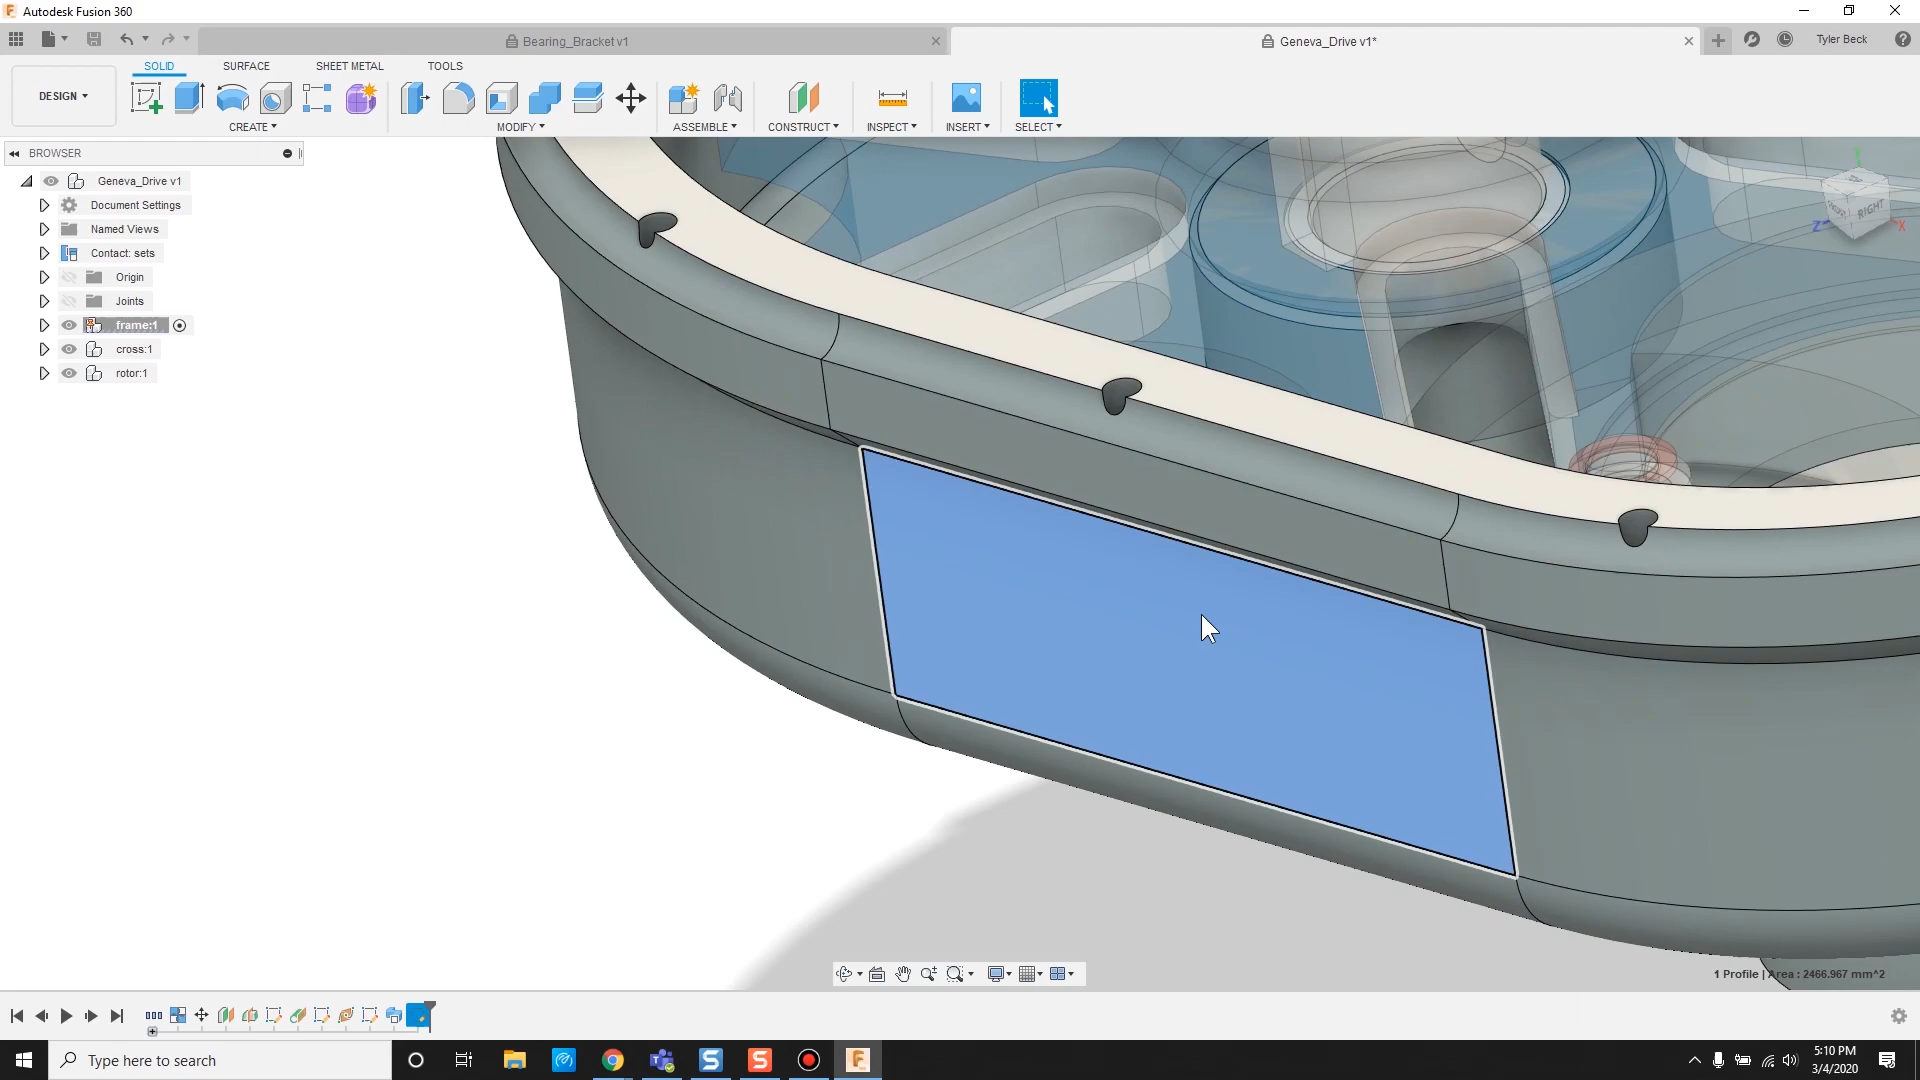 Autodesk Fusion 360
Bearing_Bracket v1
Geneva_Drive v1*
Tyler Beck
SOLID
SURFACE
SHEET METAL
TOOLS
DESIGN
CREATE
MODIFY
ASSEMBLE
CONSTRUCT
INSPECT
INSERT
SELECT
BROWSER
Geneva_Drive v1
Document Settings
Named Views
Contact: sets
Origin
Joints
frame:1
cross:1
rotor:1
RIGHT
Z
X
1 Profile | Area : 2466.967 mm^2
Type here to search
5:10 PM
3/4/2020